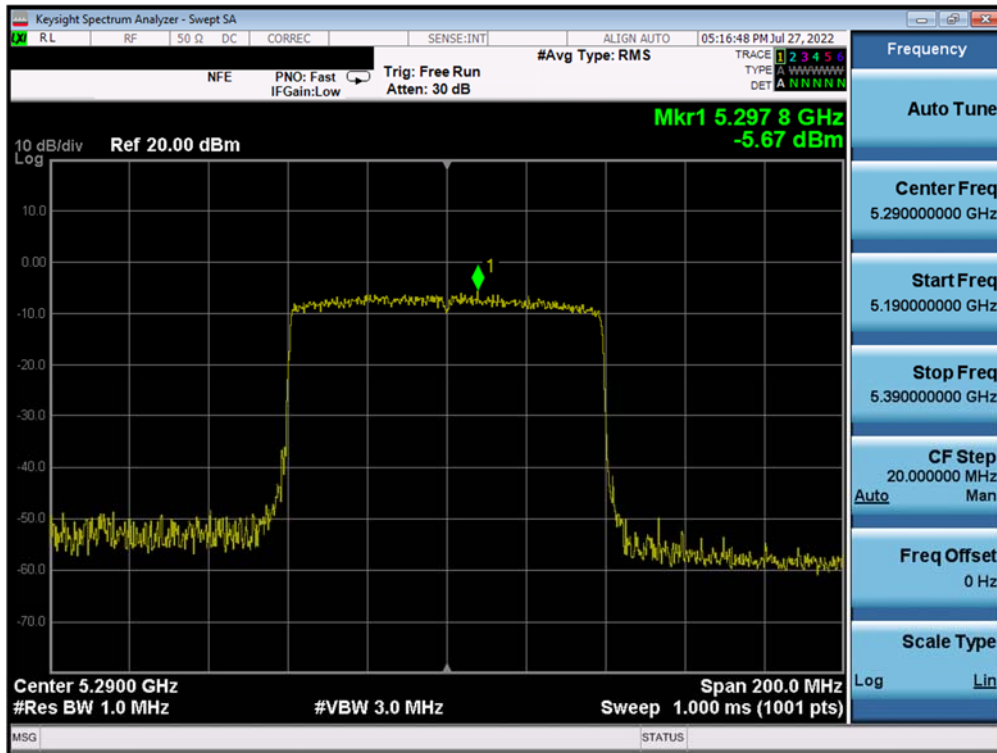 Keysight Spectrum Analyzer - Swept SA
LXI RL RF 50 Ω DC CORREC SENSE:INT ALIGN AUTO 05:16:48 PM Jul 27, 2022
#Avg Type: RMS TRACE 1 2 3 4 5 6
NFE PNO: Fast Trig: Free Run TYPE A WWWWW
IFGain:Low Atten: 30 dB DET A N N N N N
Mkr1 5.297 8 GHz
-5.67 dBm
10 dB/div Ref 20.00 dBm
Log
10.0
0.00
1
-10.0
-20.0
-30.0
-40.0
-50.0
-60.0
-70.0
Center 5.2900 GHz Span 200.0 MHz
#Res BW 1.0 MHz #VBW 3.0 MHz Sweep 1.000 ms (1001 pts)
MSG STATUS
Frequency
Auto Tune
Center Freq
5.290000000 GHz
Start Freq
5.190000000 GHz
Stop Freq
5.390000000 GHz
CF Step
20.000000 MHz
Auto Man
Freq Offset
0 Hz
Scale Type
Log Lin